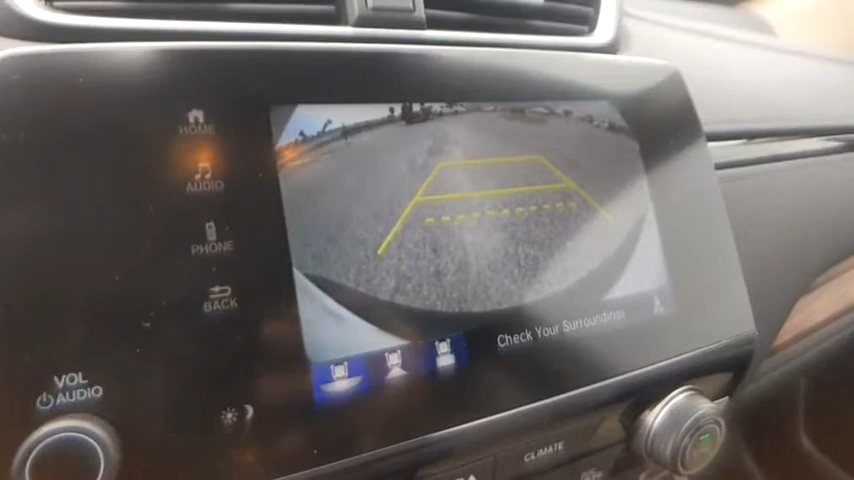 HOME
AUDIO
PHONE
BACK
Check Your Surroundings
VOL
AUDIO
CLIMATE